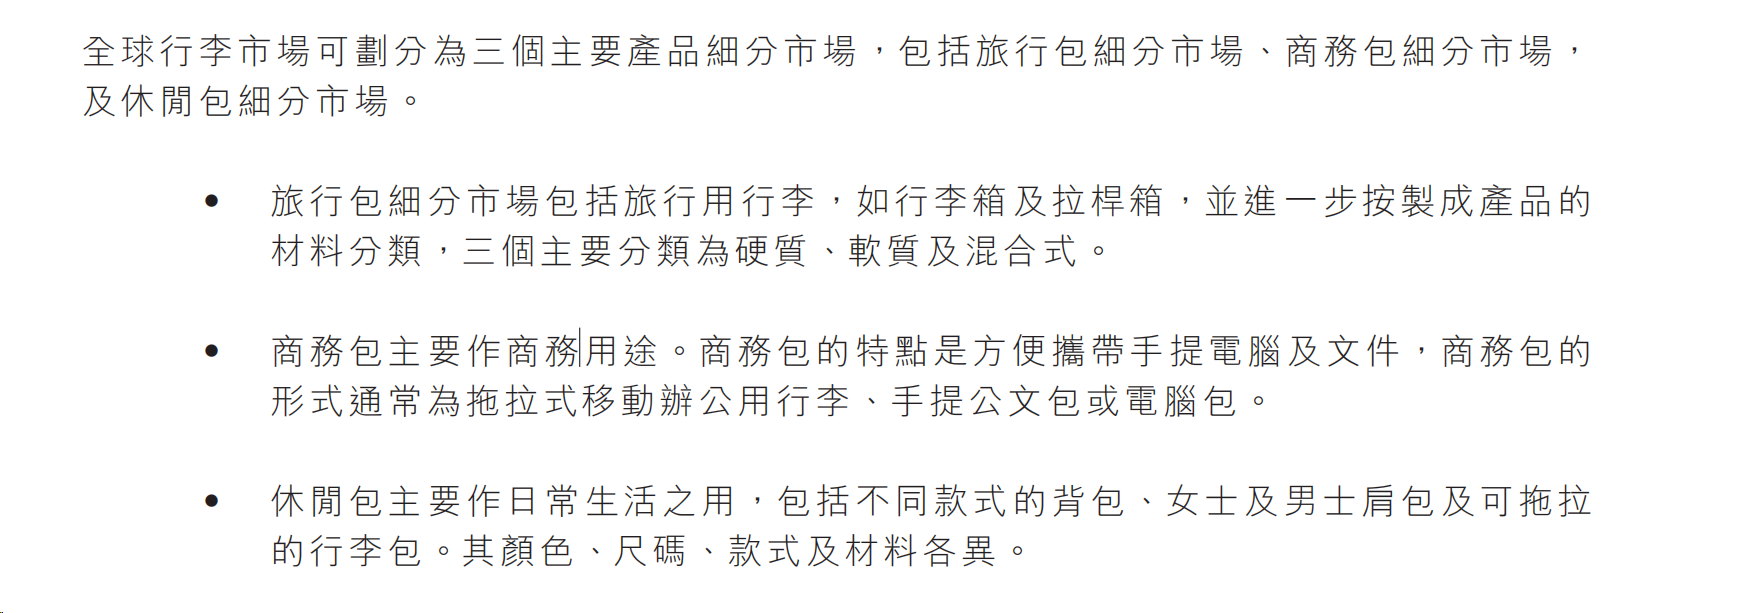 全球行李市場可劃分為三個主要產品細分市場，包括旅行包細分市場、商務包細分市場，
及休閒包細分市場。
● 旅行包細分市場包括旅行用行李，如行李箱及拉桿箱，並進一步按製成產品的
材料分類，三個主要分類為硬質、軟質及混合式。
● 商務包主要作商務用途。商務包的特點是方便攜帶手提電腦及文件，商務包的
形式通常為拖拉式移動辦公用行李、手提公文包或電腦包。
● 休閒包主要作日常生活之用，包括不同款式的背包、女士及男士肩包及可拖拉
的行李包。其顏色、尺碼、款式及材料各異。